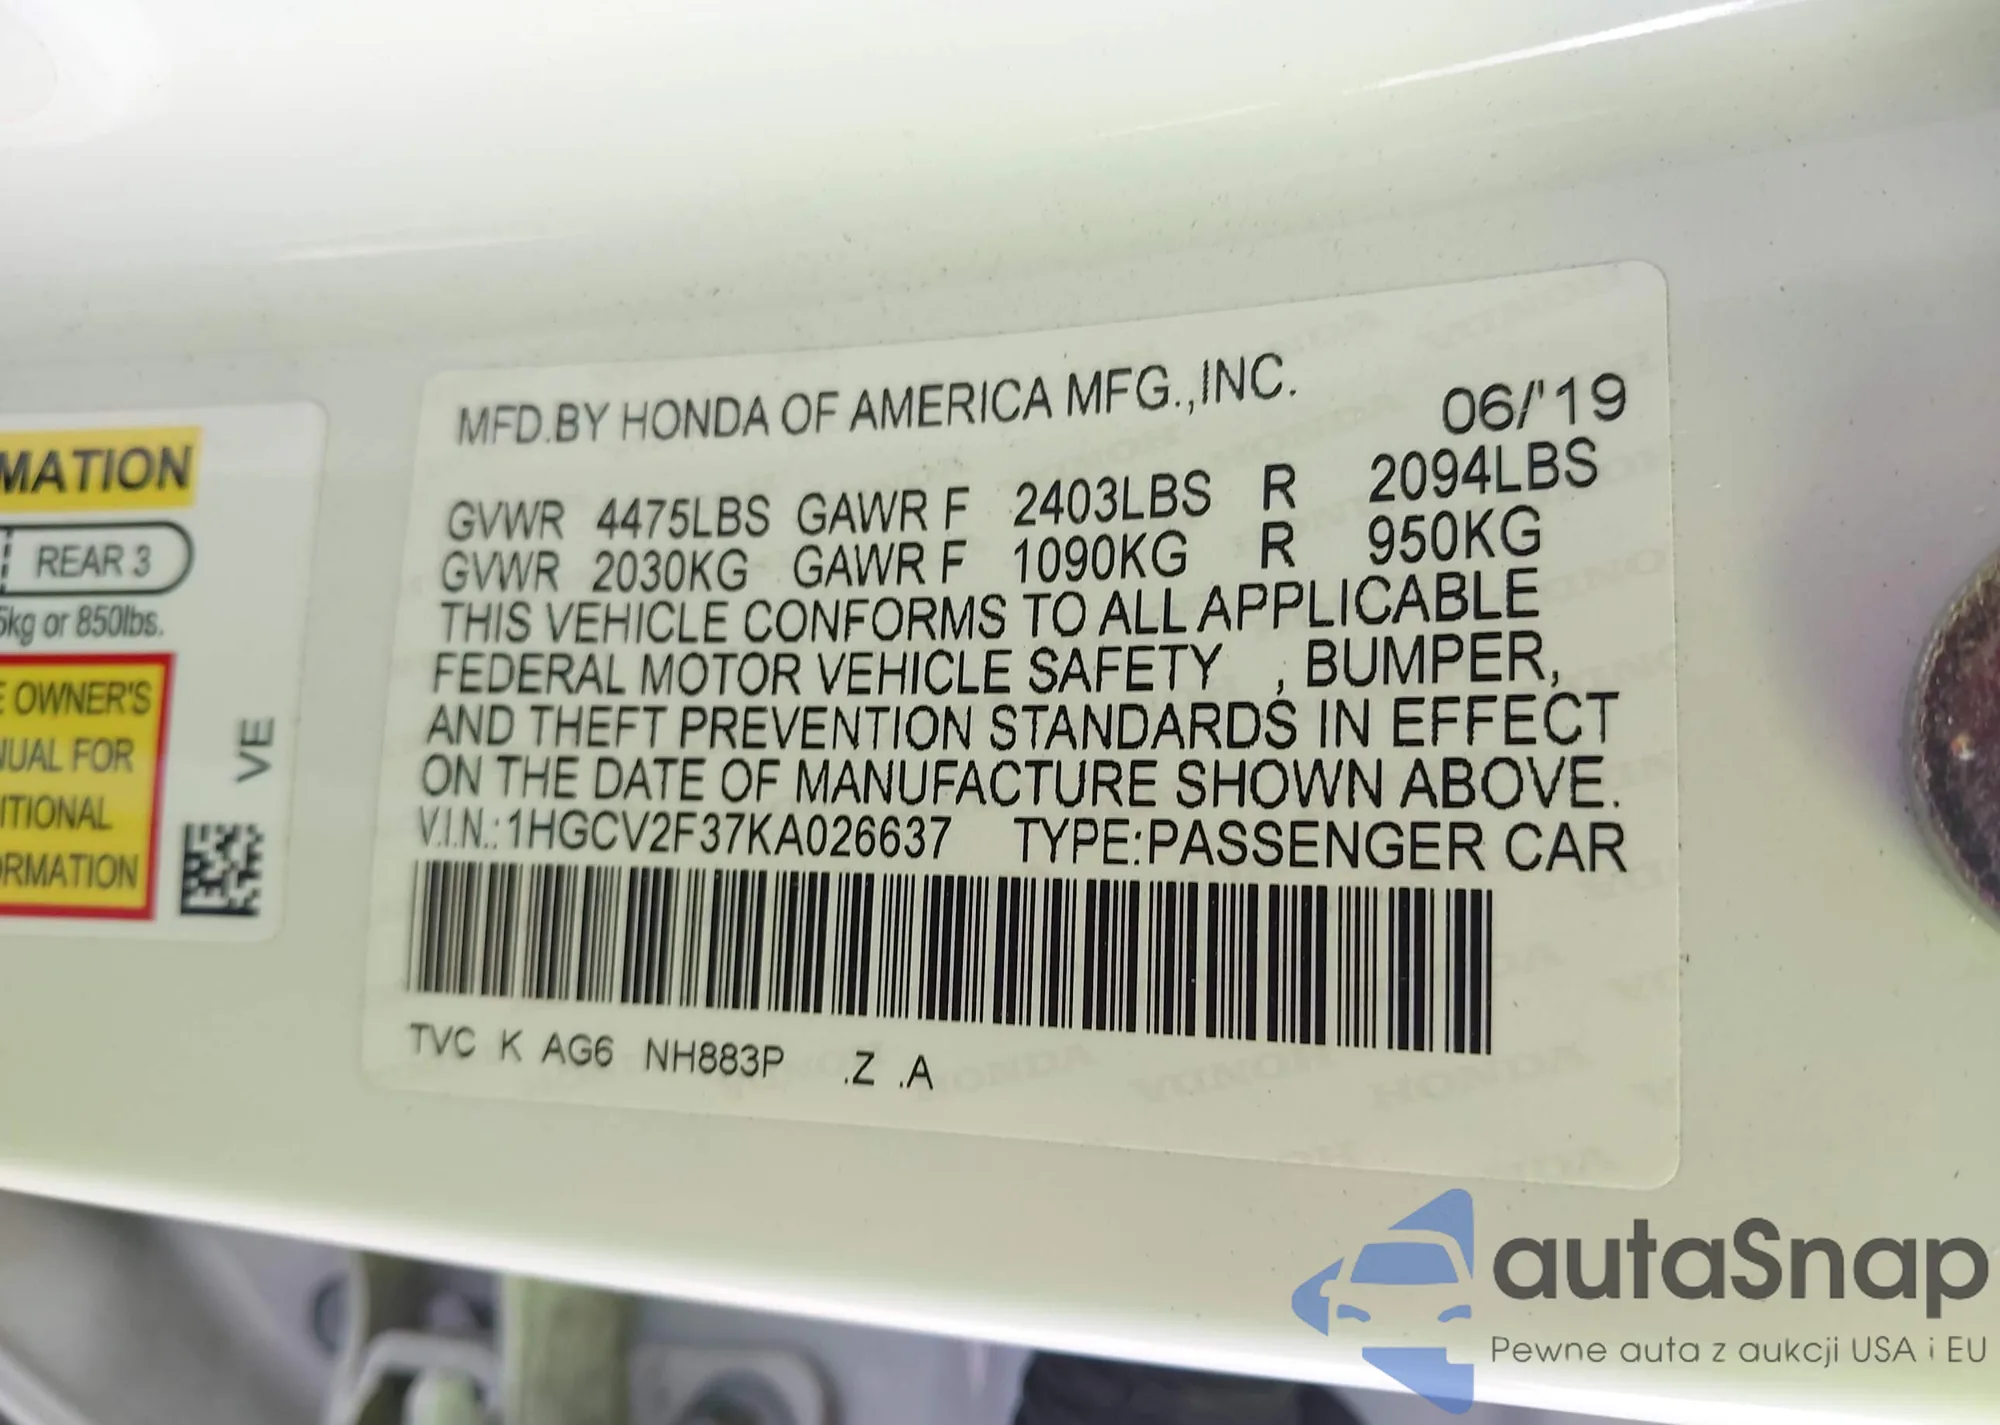 MATION
REAR 3
5kg or 850lbs.
E OWNER'S
NUAL FOR
ITIONAL
ORMATION
VE
MFD.BY HONDA OF AMERICA MFG.,INC. 06/'19
GVWR 4475LBS GAWR F 2403LBS R 2094LBS
GVWR 2030KG GAWR F 1090KG R 950KG
THIS VEHICLE CONFORMS TO ALL APPLICABLE
FEDERAL MOTOR VEHICLE SAFETY , BUMPER,
AND THEFT PREVENTION STANDARDS IN EFFECT
ON THE DATE OF MANUFACTURE SHOWN ABOVE.
V.I.N.:1HGCV2F37KA026637 TYPE:PASSENGER CAR
TVC K AG6 NH883P .Z .A
autaSnap
Pewne auta z aukcji USA i EU